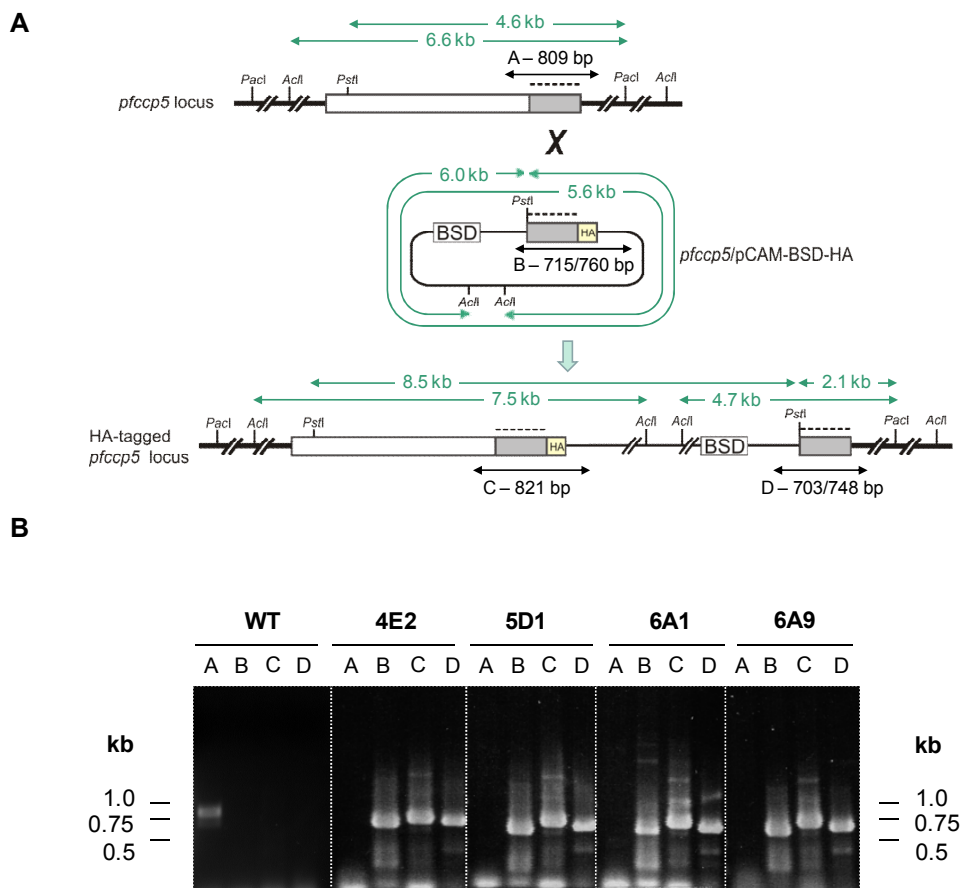 A
4.6 kb
6.6 kb
A – 809 bp
PacI AclI PstI PacI AclI
pfccp5 locus
X
6.0 kb
5.6 kb
PstI
BSD HA
B – 715/760 bp
pfccp5/pCAM-BSD-HA
AclI AclI
8.5 kb 2.1 kb
7.5 kb 4.7 kb
PacI AclI PstI AclI AclI PstI PacI AclI
HA-tagged
pfccp5 locus
HA BSD
C – 821 bp D – 703/748 bp
B
WT 4E2 5D1 6A1 6A9
A B C D A B C D A B C D A B C D A B C D
kb kb
1.0 1.0
0.75 0.75
0.5 0.5